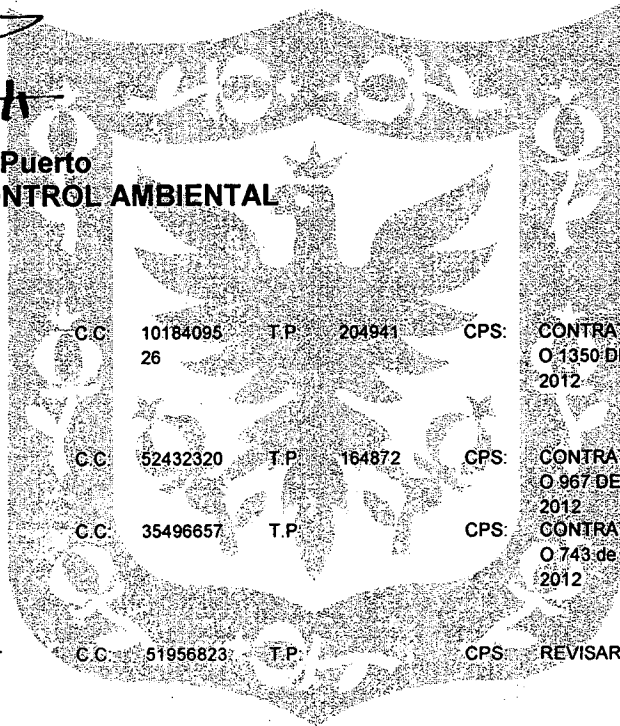 Puerto
NTROL AMBIENTAL
C.C: 10184095 T.P: 204941 CPS: CONTRAT
26 O 1350 DE
2012
C.C: 52432320 T.P: 164872 CPS: CONTRAT
O 967 DE
2012
C.C: 35496657 T.P: CPS: CONTRAT
O 743 de
2012
C.C: 51956823 T.P: CPS: REVISAR